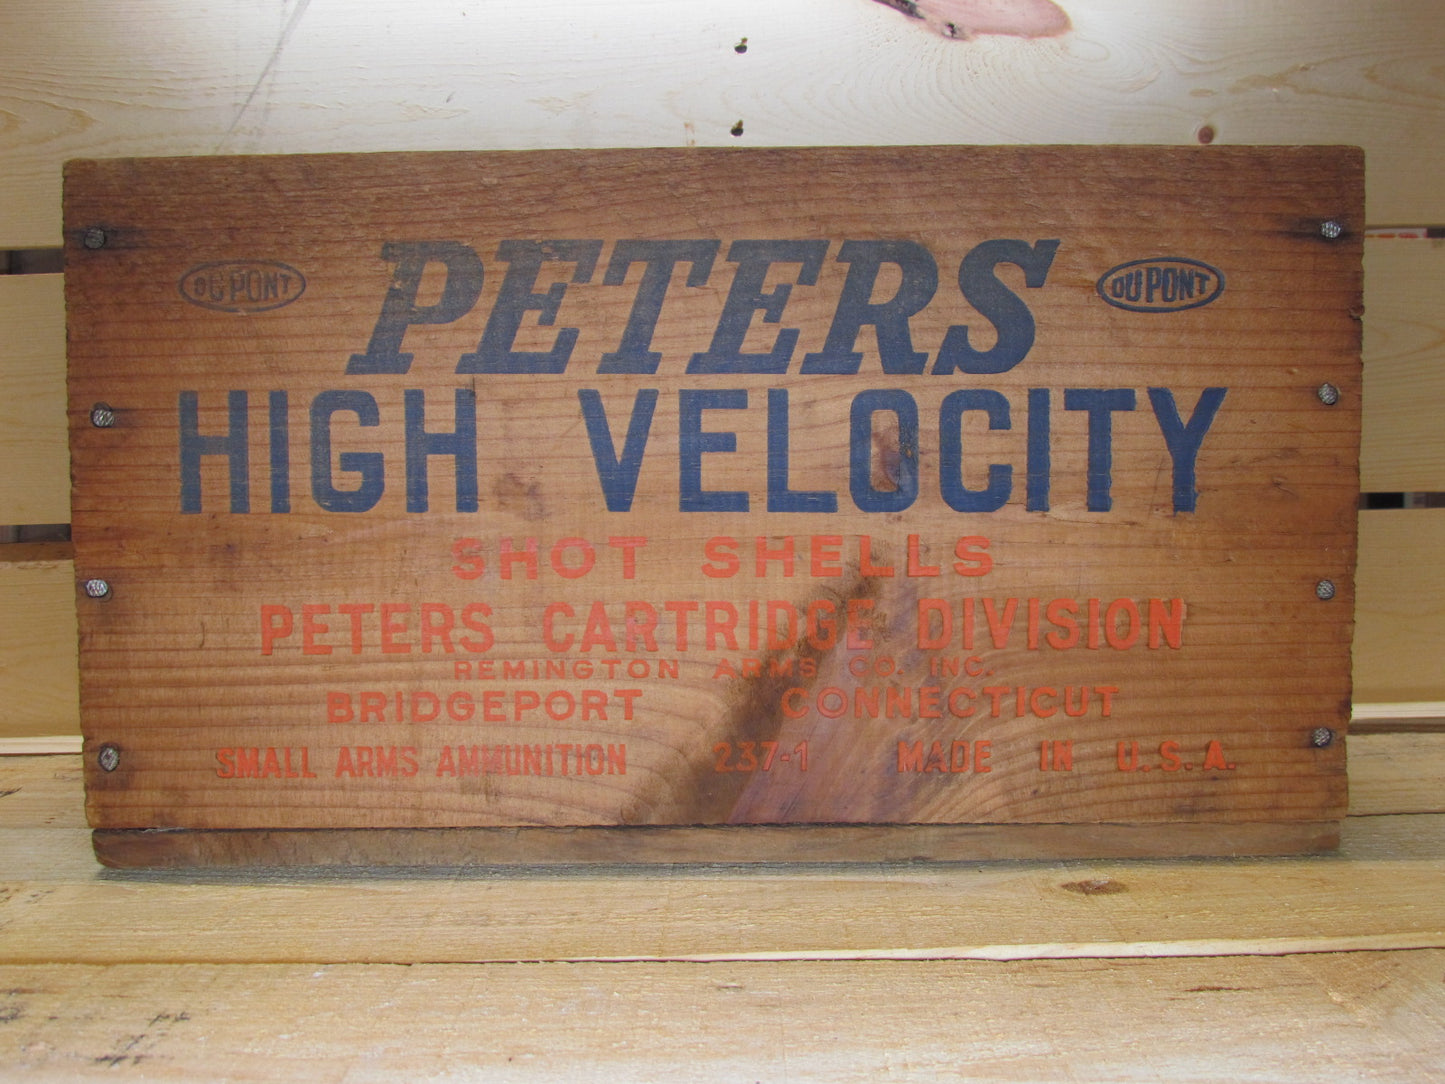 DU PONT PETERS DU PONT
HIGH VELOCITY
SHOT SHELLS
PETERS CARTRIDGE DIVISION
REMINGTON ARMS CO. INC.
BRIDGEPORT CONNECTICUT
SMALL ARMS AMMUNITION 237-1 MADE IN U.S.A.